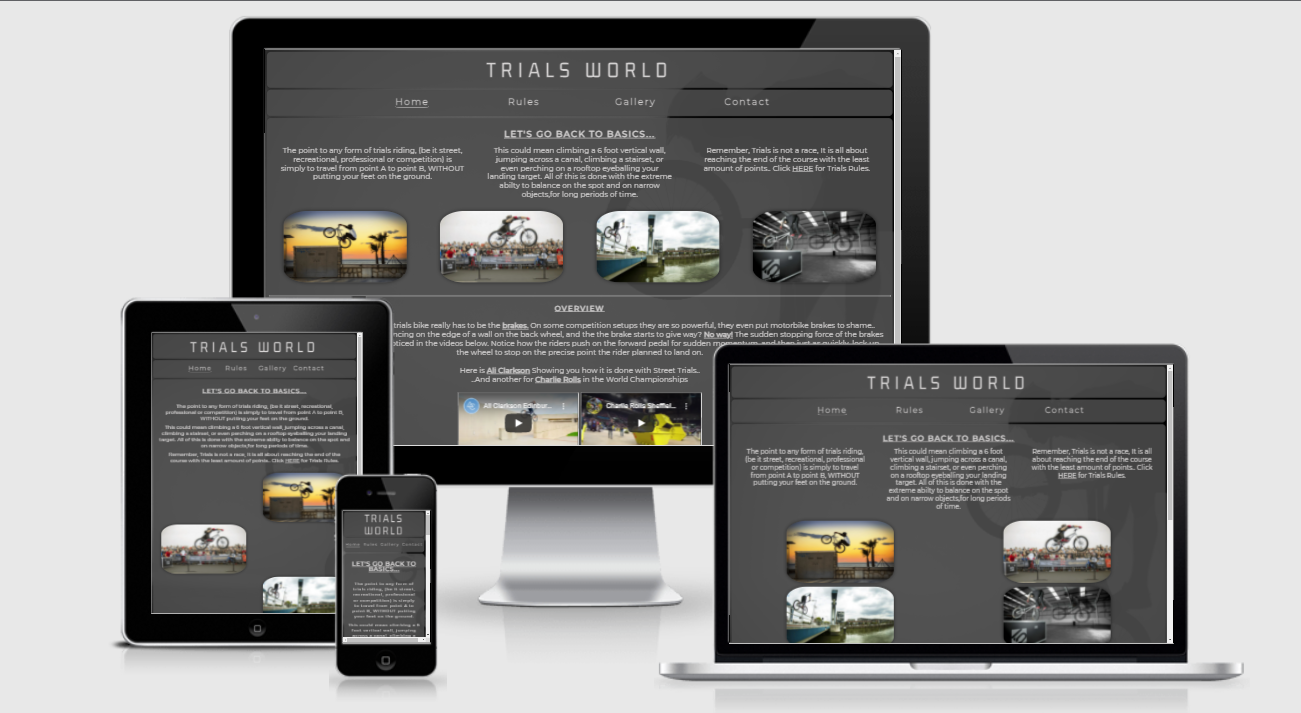 TRIALS WORLD
Home Rules Gallery Contact
LET'S GO BACK TO BASICS...
The point to any form of trials riding, (be it street,
recreational, professional or competition) is
simply to travel from point A to point B, WITHOUT
putting your feet on the ground.
This could mean climbing a 6 foot vertical wall,
jumping across a canal, climbing a stairset, or
even perching on a rooftop eyeballing your
landing target. All of this is done with the extreme
abilty to balance on the spot and on narrow
objects,for long periods of time.
Remember, Trials is not a race, It is all about
reaching the end of the course with the least
amount of points.. Click HERE for Trials Rules.
OVERVIEW
trials bike really has to be the brakes. On some competition setups they are so powerful, they even put motorbike brakes to shame..
ncing on the edge of a wall on the back wheel, and the the brake starts to give way? No way! The sudden stopping force of the brakes
oticed in the videos below. Notice how the riders push on the forward pedal for sudden momentum, and then just as quickly, lock up
the wheel to stop on the precise point the rider planned to land on.
Here is Ali Clarkson Showing you how it is done with Street Trials..
..And another for Charlie Rolls in the World Championships
Ali Clarkson Edinbur...
Charlie Rolls Sheffiel...
TRIALS WORLD
Home Rules Gallery Contact
LET'S GO BACK TO BASICS...
The point to any form of trials riding, (be it street, recreational,
professional or competition) is simply to travel from point A to point B,
WITHOUT putting your feet on the ground.
This could mean climbing a 6 foot vertical wall, jumping across a canal,
climbing a stairset, or even perching on a rooftop eyeballing your landing
target. All of this is done with the extreme abilty to balance on the spot and
on narrow objects,for long periods of time.
Remember, Trials is not a race, It is all about reaching the end of the
course with the least amount of points.. Click HERE for Trials Rules.
TRIALS
WORLD
Home Rules Gallery Contact
LET'S GO BACK TO
BASICS...
The point to any form of
trials riding, (be it street,
recreational, professional
or competition) is simply
to travel from point A to
point B, WITHOUT putting
your feet on the ground.
This could mean climbing a 6
foot vertical wall, jumping
TRIALS WORLD
Home Rules Gallery Contact
LET'S GO BACK TO BASICS...
The point to any form of trials riding,
(be it street, recreational, professional
or competition) is simply to travel
from point A to point B, WITHOUT
putting your feet on the ground.
This could mean climbing a 6 foot
vertical wall, jumping across a canal,
climbing a stairset, or even perching
on a rooftop eyeballing your landing
target. All of this is done with the
extreme abilty to balance on the spot
and on narrow objects,for long periods
of time.
Remember, Trials is not a race, It is all
about reaching the end of the course
with the least amount of points.. Click
HERE for Trials Rules.